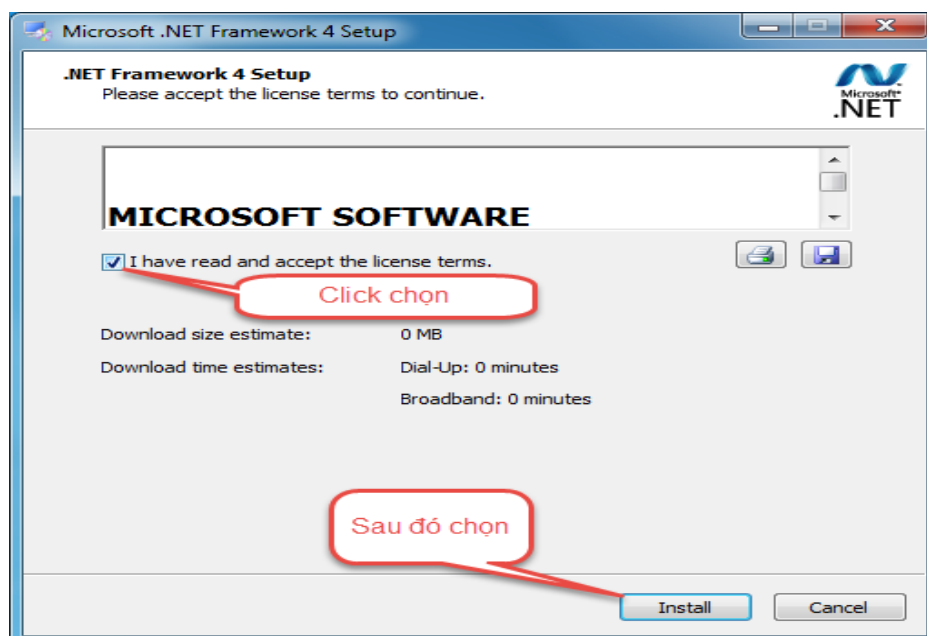 Microsoft .NET Framework 4 Setup
.NET Framework 4 Setup
Please accept the license terms to continue.
Microsoft®
.NET
MICROSOFT SOFTWARE
I have read and accept the license terms.
Click chọn
Download size estimate: 0 MB
Download time estimates: Dial-Up: 0 minutes
Broadband: 0 minutes
Sau đó chọn
Install Cancel